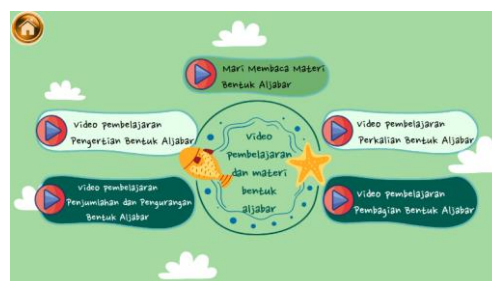 Mari Membaca Materi
Bentuk Aljabar
Video pembelajaran
Pengertian Bentuk Aljabar
Video pembelajaran
Perkalian Bentuk Aljabar
Video
pembelajaran
dan materi
bentuk
aljabar
Video pembelajaran
Penjumlahan dan Pengurangan
Bentuk Aljabar
Video pembelajaran
Pembagian Bentuk Aljabar